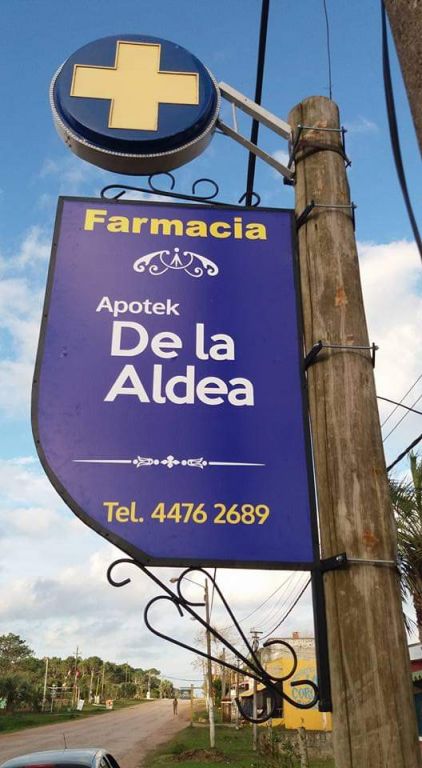 Farmacia
Apotek
De la
Aldea
Tel. 4476 2689